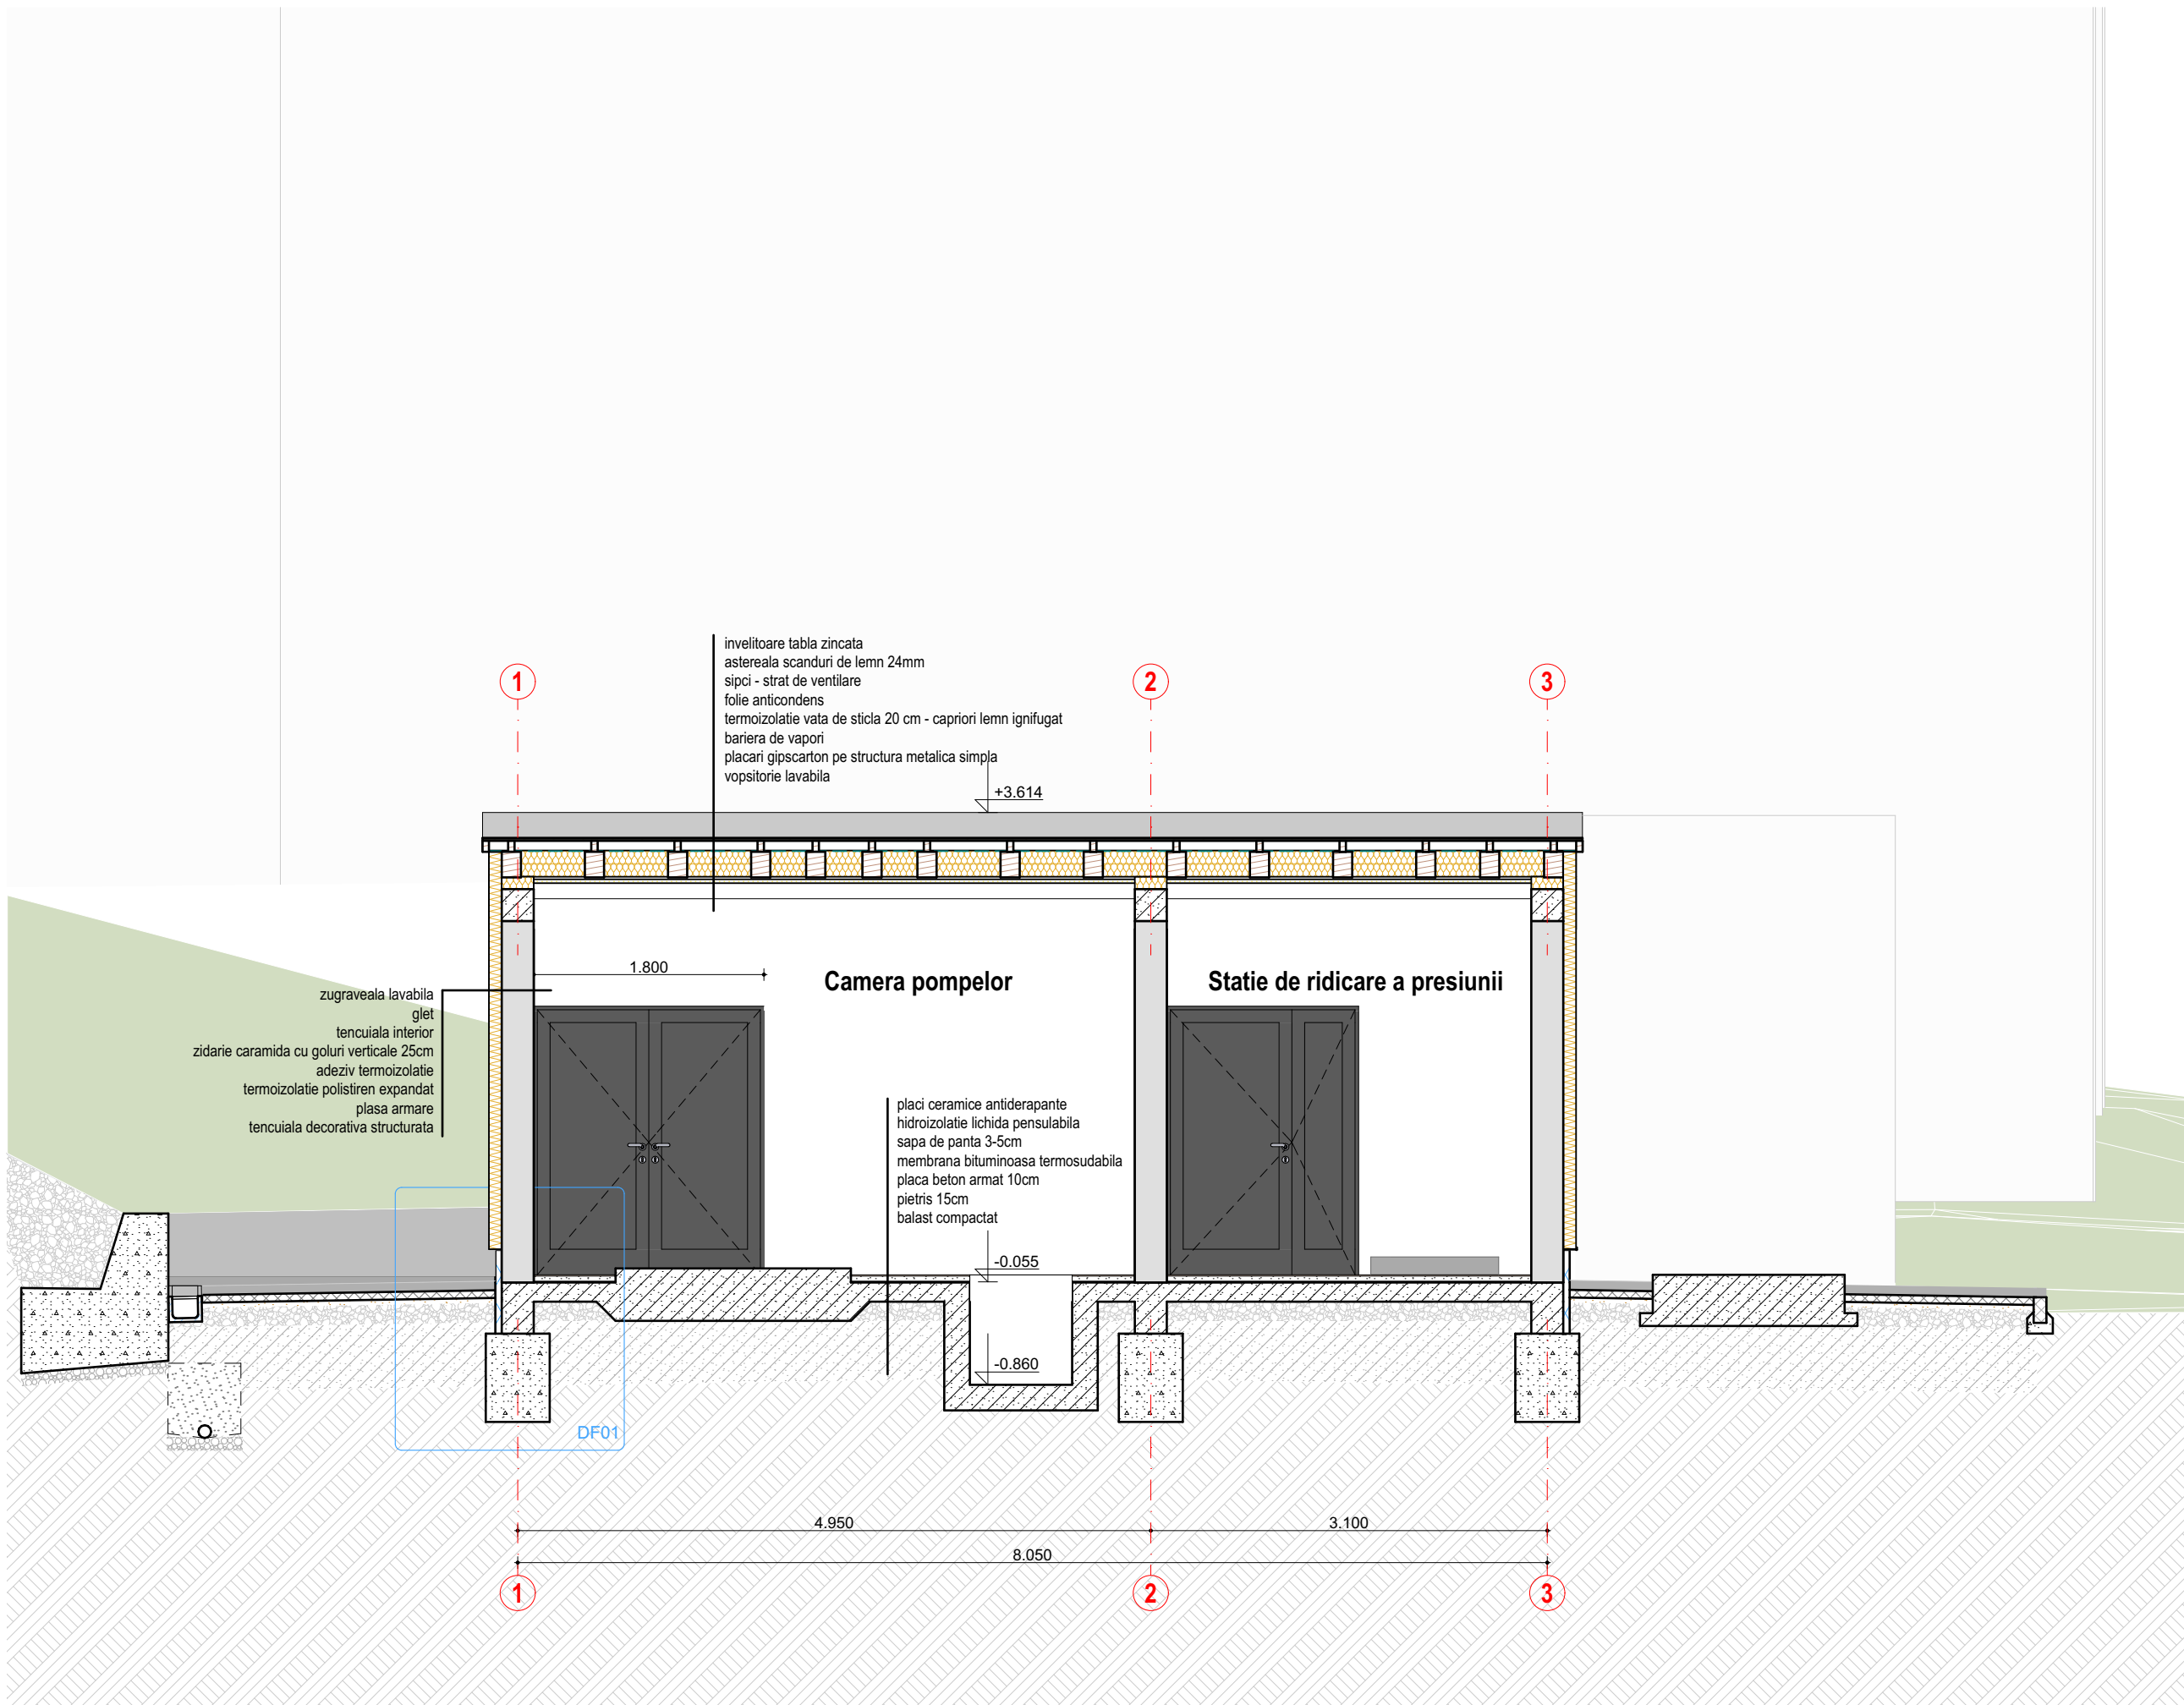 invelitoare tabla zincata
astereala scanduri de lemn 24mm
sipci - strat de ventilare
folie anticondens
termoizolatie vata de sticla 20 cm - capriori lemn ignifugat
bariera de vapori
placari gipscarton pe structura metalica simpla
vopsitorie lavabila
1
2
3
+3.614
1.800
Camera pompelor
Statie de ridicare a presiunii
zugraveala lavabila
glet
tencuiala interior
zidarie caramida cu goluri verticale 25cm
adeziv termoizolatie
termoizolatie polistiren expandat
plasa armare
tencuiala decorativa structurata
placi ceramice antiderapante
hidroizolatie lichida pensulabila
sapa de panta 3-5cm
membrana bituminoasa termosudabila
placa beton armat 10cm
pietris 15cm
balast compactat
-0.055
-0.860
DF01
4.950
3.100
8.050
1
2
3